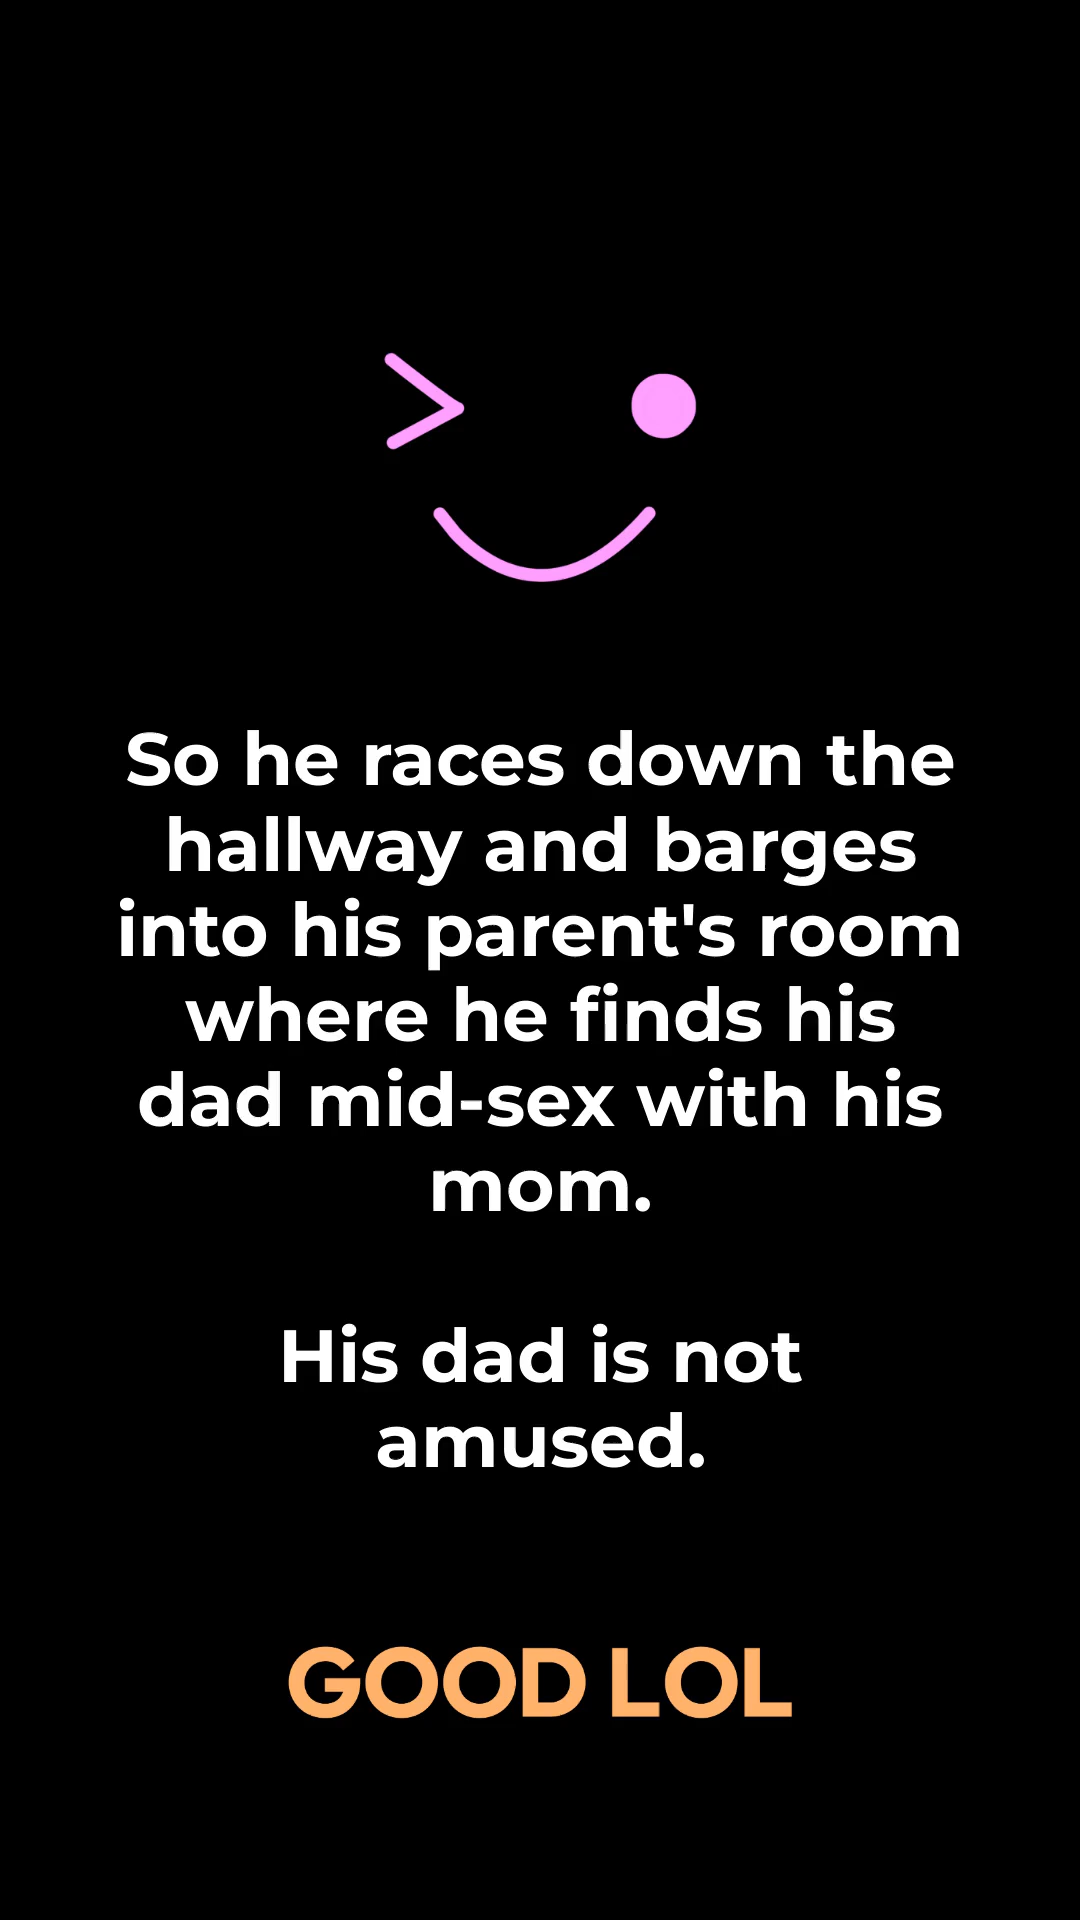 So he races down the
hallway and barges
into his parent's room
where he finds his
dad mid-sex with his
mom.
His dad is not
amused.
GOOD LOL